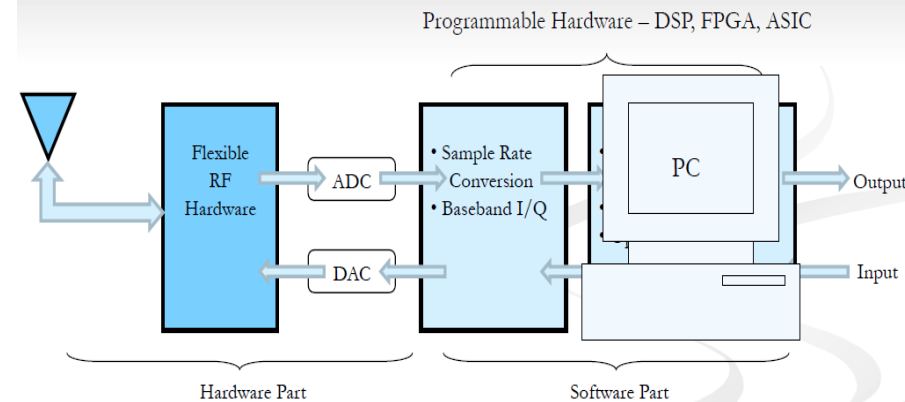 Programmable Hardware – DSP, FPGA, ASIC
Flexible
RF
Hardware
ADC
DAC
• Sample Rate
Conversion
• Baseband I/Q
PC
Output
Input
Hardware Part
Software Part